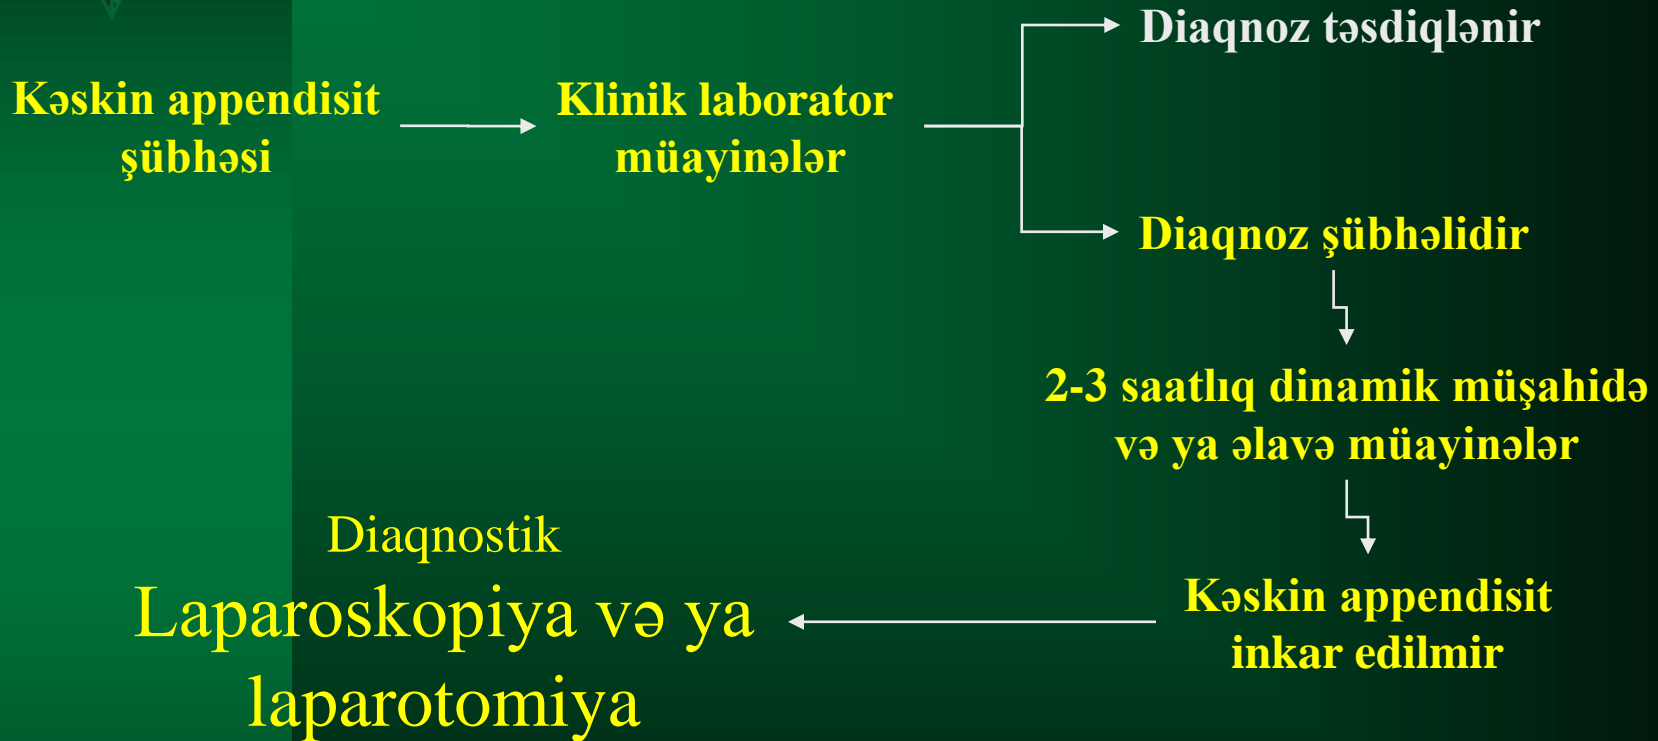 Diaqnoz təsdiqlənir
Kəskin appendisit
şübhəsi
Klinik laborator
müayinələr
Diaqnoz şübhəlidir
2-3 saatlıq dinamik müşahidə
və ya əlavə müayinələr
Kəskin appendisit
inkar edilmir
Diaqnostik
Laparoskopiya və ya
laparotomiya